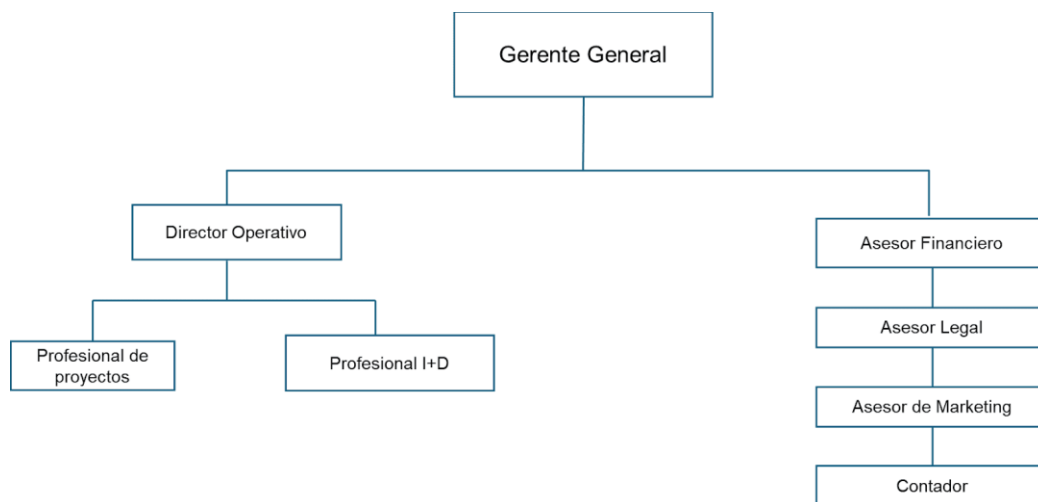 Gerente General
Director Operativo
Asesor Financiero
Profesional de
proyectos
Profesional I+D
Asesor Legal
Asesor de Marketing
Contador